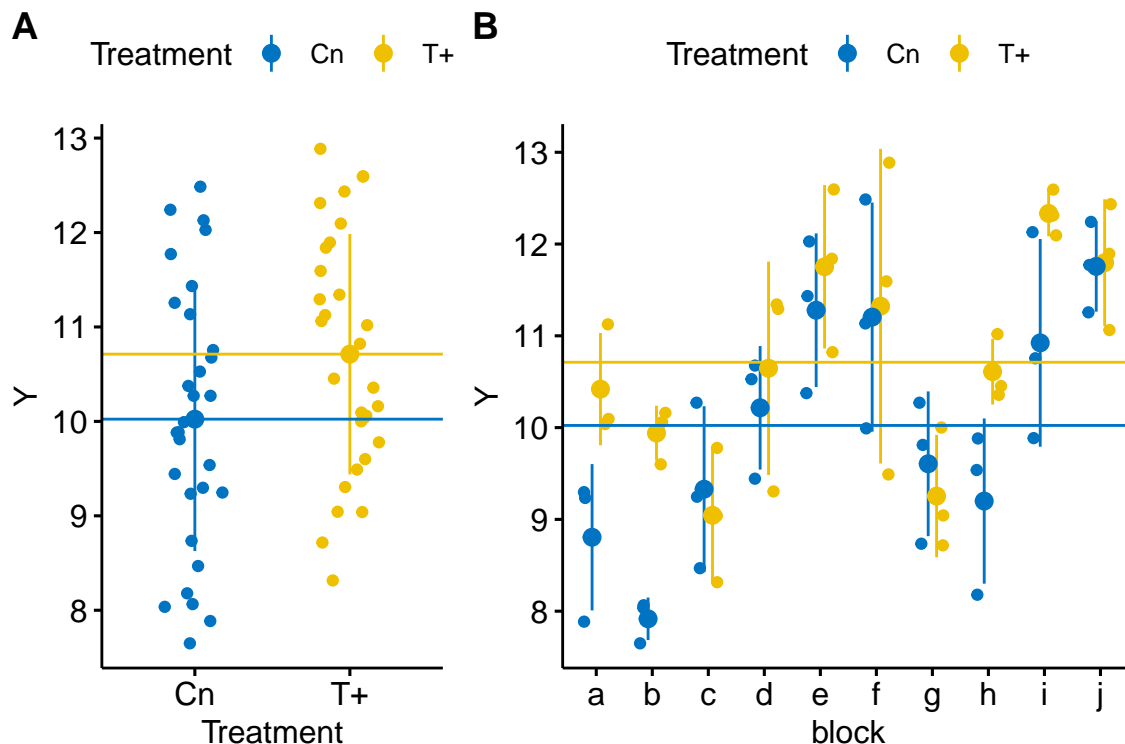 A
Treatment Cn T+
13
12
11
10
9
8
Y
Cn T+
Treatment
B
Treatment Cn T+
13
12
11
10
9
8
Y
a b c d e f g h i j
block